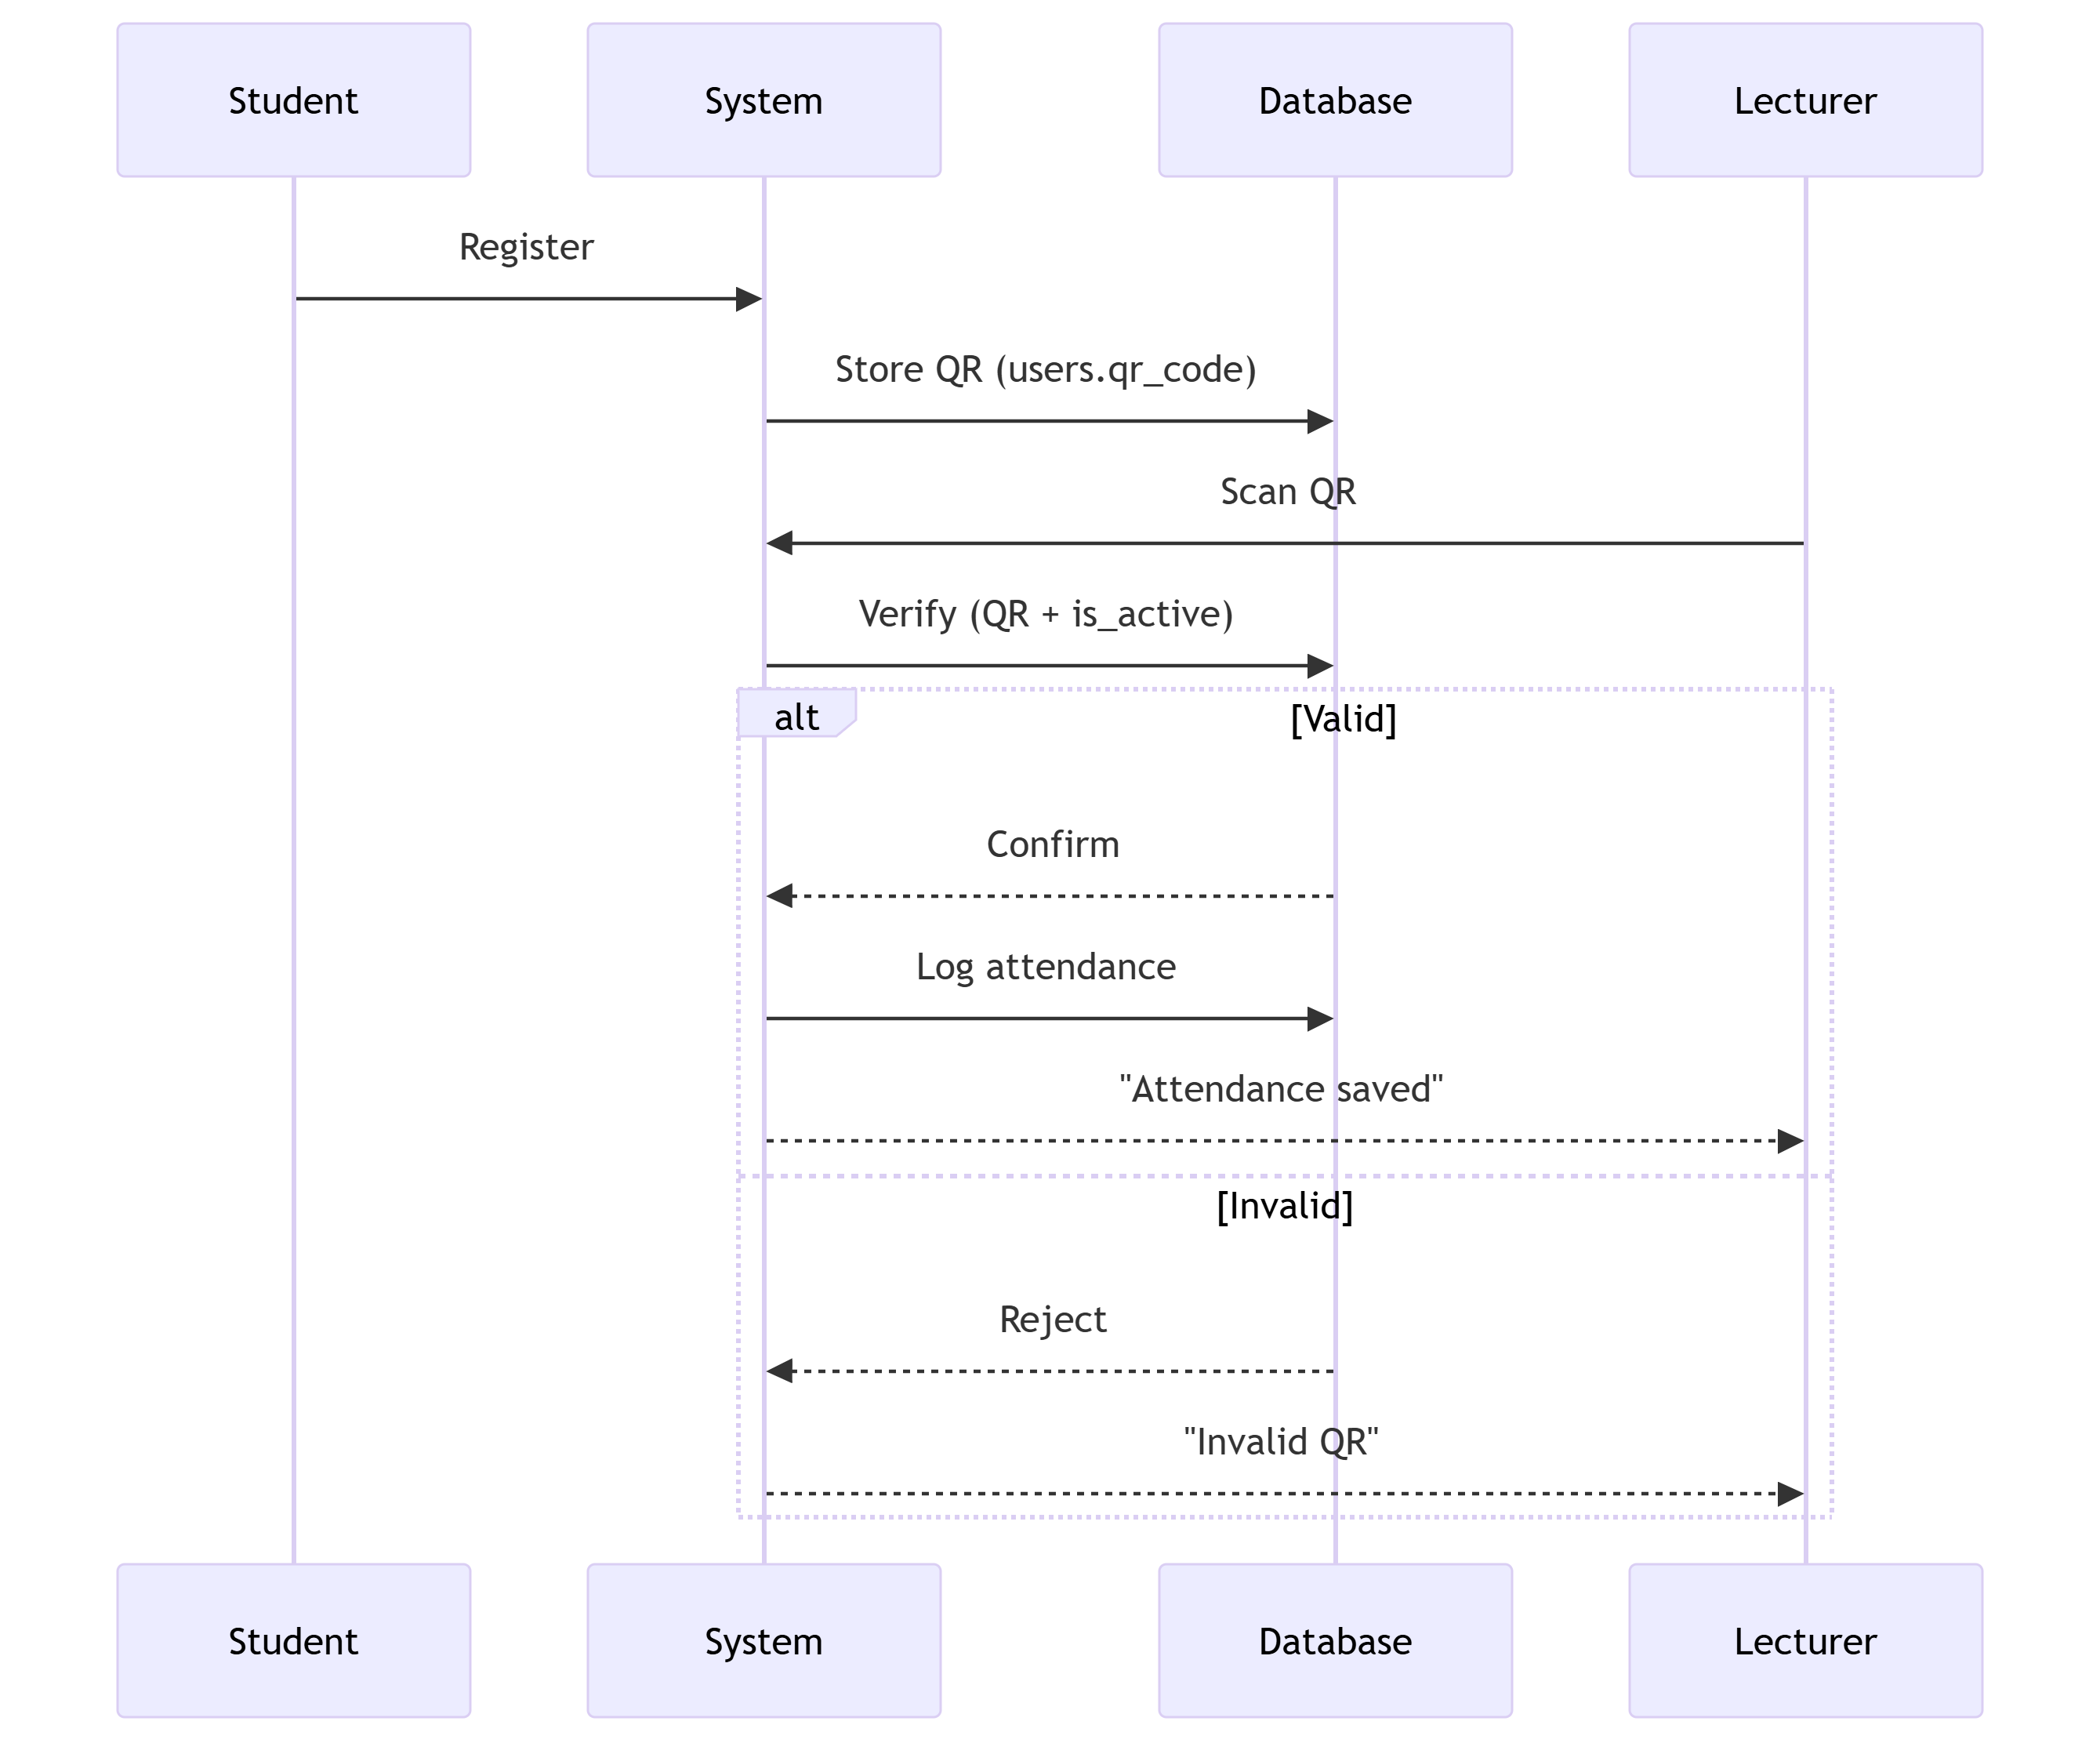 Student
System
Database
Lecturer
Register
Store QR (users.qr_code)
Scan QR
Verify (QR + is_active)
alt
[Valid]
Confirm
Log attendance
"Attendance saved"
[Invalid]
Reject
"Invalid QR"
Student
System
Database
Lecturer